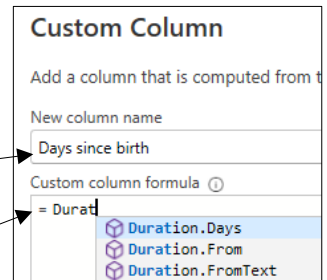 Custom Column
Add a column that is computed from
New column name
Days since birth
Custom column formula
= Durat
Duration.Days
Duration.From
Duration.FromText